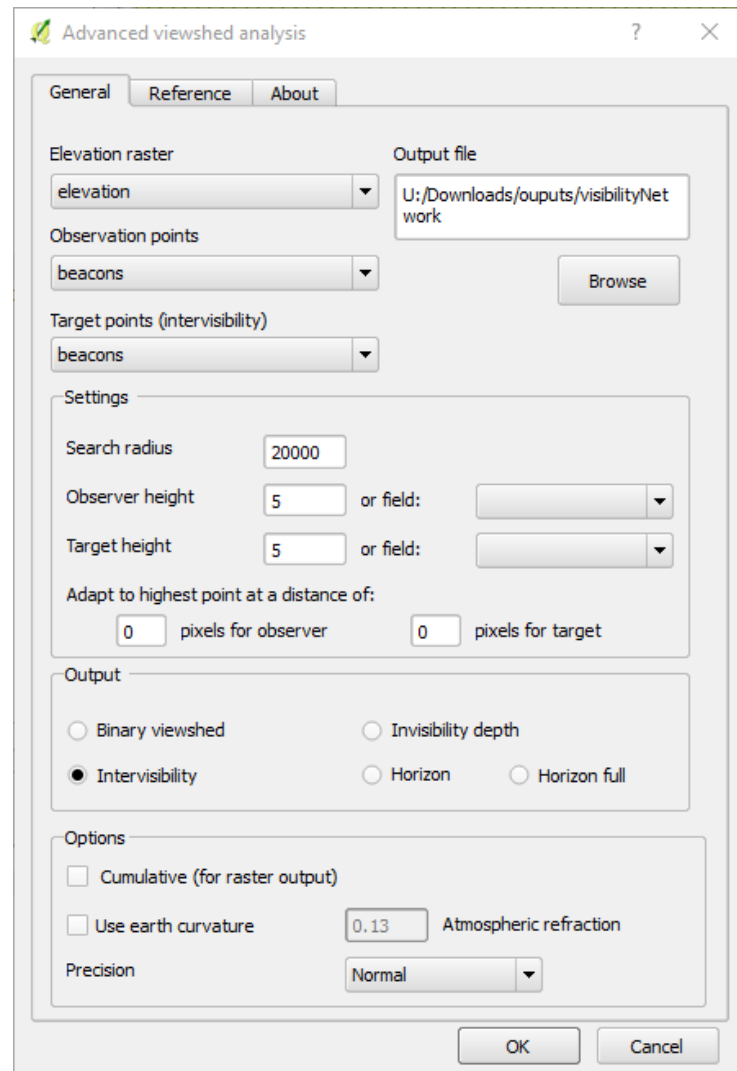 Advanced viewshed analysis
General Reference About
Elevation raster
elevation
Output file
U:/Downloads/ouputs/visibilityNet
work
Observation points
beacons
Browse
Target points (intervisibility)
beacons
Settings
Search radius 20000
Observer height 5 or field:
Target height 5 or field:
Adapt to highest point at a distance of:
0 pixels for observer 0 pixels for target
Output
Binary viewshed Invisibility depth
Intervisibility Horizon Horizon full
Options
Cumulative (for raster output)
Use earth curvature 0.13 Atmospheric refraction
Precision Normal
OK Cancel